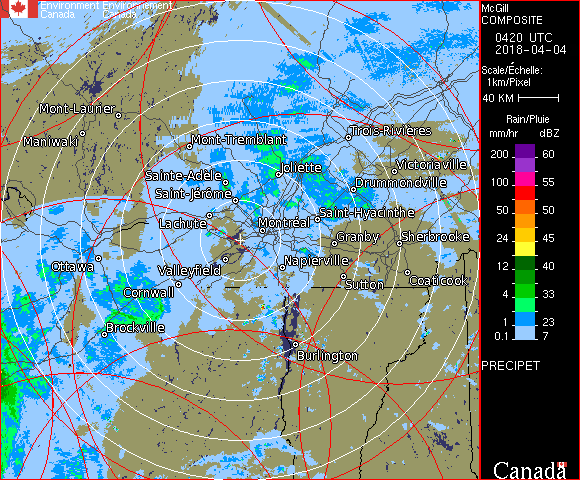 Environment Environnement
Canada Canada
McGill
COMPOSITE
0420 UTC
2018-04-04
Scale/Échelle:
1km/Pixel
40 KM
Rain/Pluie
mm/hr dBZ
200 60
100 55
50 50
24 45
12 40
4 33
1 23
0.1 7
PRECIPET
Canada
Mont-Laurier
Maniwaki
Mont-Tremblant
Trois-Rivières
Victoriaville
Sainte-Adèle
Joliette
Drummondville
Saint-Jérôme
Lachute
Montréal
Saint-Hyacinthe
Granby
Sherbrooke
Ottawa
Valleyfield
Napierville
Cornwall
Sutton
Coaticook
Brockville
Burlington